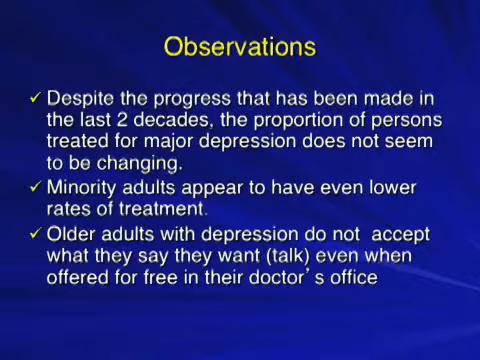 Observations
✓ Despite the progress that has been made in
the last 2 decades, the proportion of persons
treated for major depression does not seem
to be changing.
✓ Minority adults appear to have even lower
rates of treatment.
✓ Older adults with depression do not  accept
what they say they want (talk) even when
offered for free in their doctor’s office